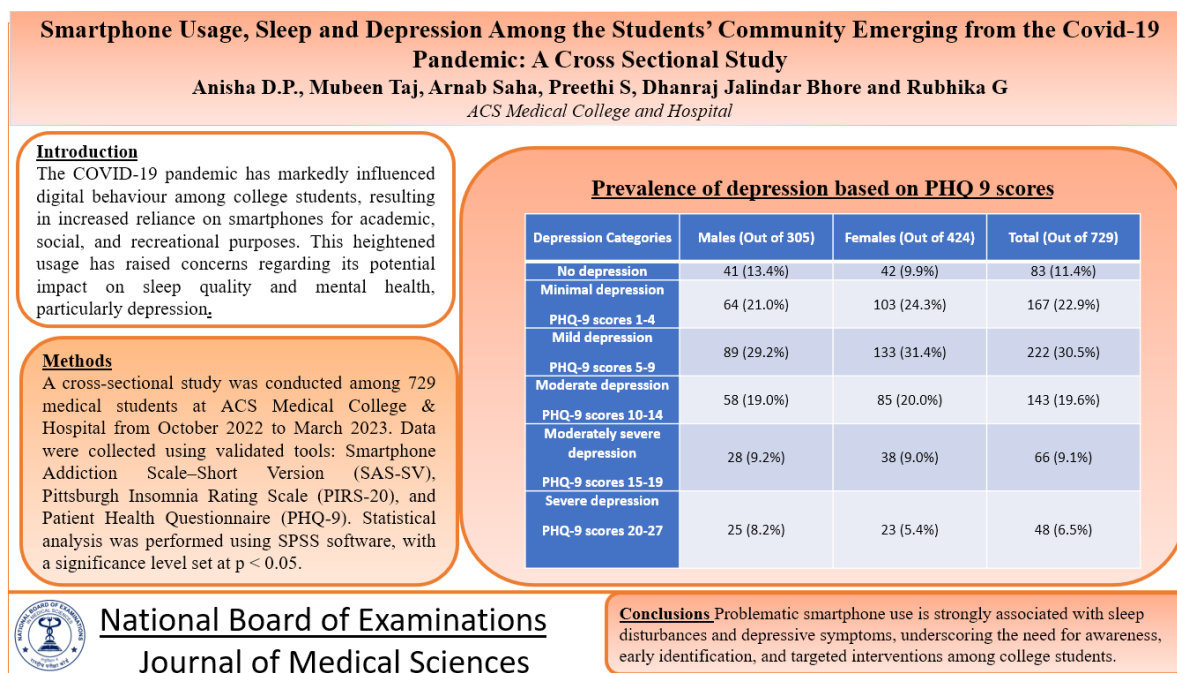 Smartphone Usage, Sleep and Depression Among the Students' Community Emerging from the Covid-19
Pandemic: A Cross Sectional Study
Anisha D.P., Mubeen Taj, Arnab Saha, Preethi S, Dhanraj Jalindar Bhore and Rubhika G
ACS Medical College and Hospital
Introduction
The COVID-19 pandemic has markedly influenced
digital behaviour among college students, resulting
in increased reliance on smartphones for academic,
social, and recreational purposes. This heightened
usage has raised concerns regarding its potential
impact on sleep quality and mental health,
particularly depression.
Methods
A cross-sectional study was conducted among 729
medical students at ACS Medical College &
Hospital from October 2022 to March 2023. Data
were collected using validated tools: Smartphone
Addiction Scale–Short Version (SAS-SV),
Pittsburgh Insomnia Rating Scale (PIRS-20), and
Patient Health Questionnaire (PHQ-9). Statistical
analysis was performed using SPSS software, with
a significance level set at p < 0.05.
Prevalence of depression based on PHQ 9 scores
Depression Categories Males (Out of 305) Females (Out of 424) Total (Out of 729)
No depression 41 (13.4%) 42 (9.9%) 83 (11.4%)
Minimal depression
PHQ-9 scores 1-4 64 (21.0%) 103 (24.3%) 167 (22.9%)
Mild depression
PHQ-9 scores 5-9 89 (29.2%) 133 (31.4%) 222 (30.5%)
Moderate depression
PHQ-9 scores 10-14 58 (19.0%) 85 (20.0%) 143 (19.6%)
Moderately severe
depression
PHQ-9 scores 15-19 28 (9.2%) 38 (9.0%) 66 (9.1%)
Severe depression
PHQ-9 scores 20-27 25 (8.2%) 23 (5.4%) 48 (6.5%)
NATIONAL BOARD OF EXAMINATIONS
IN MEDICAL SCIENCES
National Board of Examinations
Journal of Medical Sciences
Conclusions Problematic smartphone use is strongly associated with sleep
disturbances and depressive symptoms, underscoring the need for awareness,
early identification, and targeted interventions among college students.